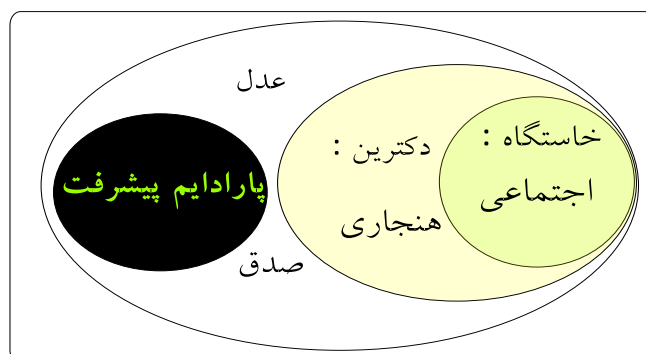 عدل
خاستگاه :
اجتماعی
دکترین :
هنجاری
پارادایم پیشرفت
صدق